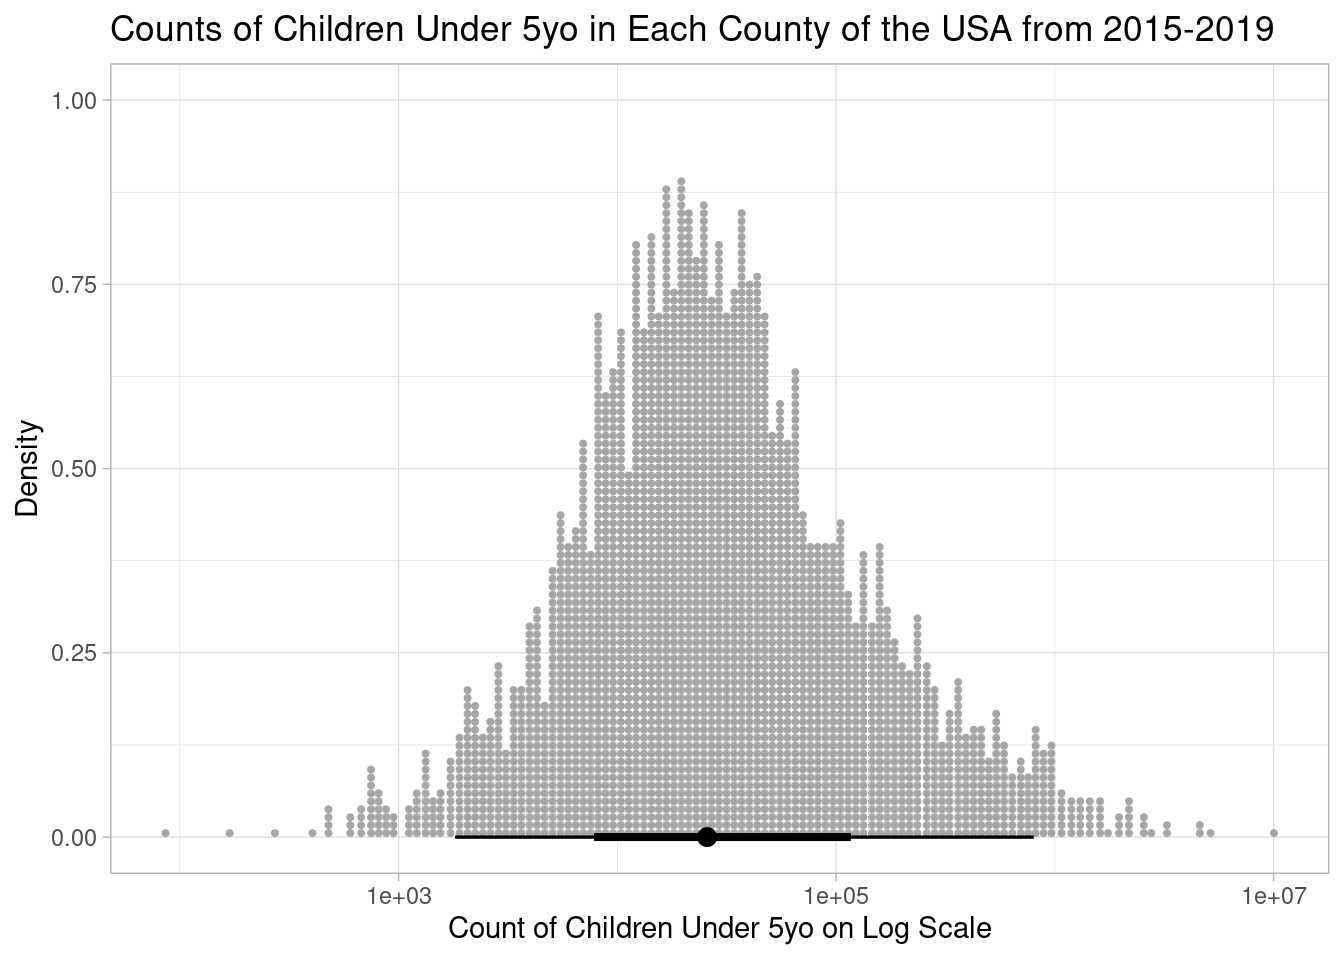 Counts of Children Under 5yo in Each County of the USA from 2015-2019
1.00
0.75
0.50
0.25
0.00
Density
1e+03
1e+05
1e+07
Count of Children Under 5yo on Log Scale